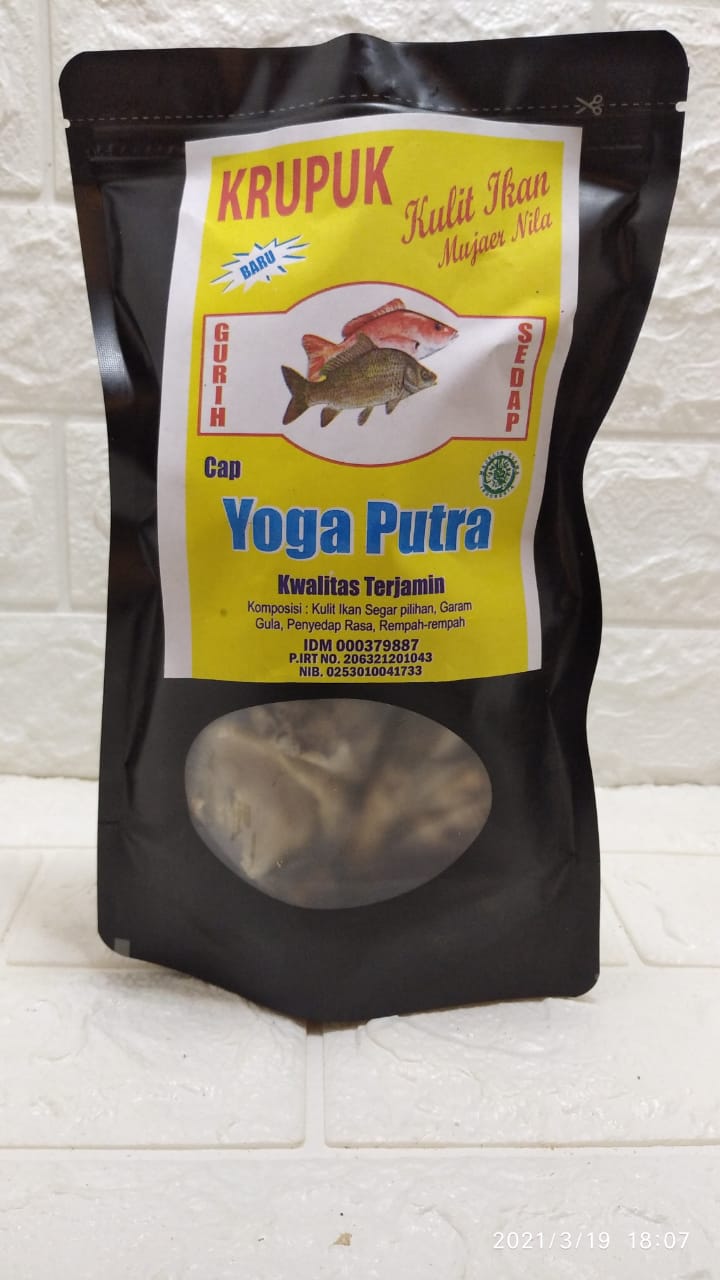 KRUPUK
Kulit Ikan
Mujaer Nila
BARU
GURIH
SEDAP
Cap
Yoga Putra
Kwalitas Terjamin
Komposisi : Kulit Ikan Segar pilihan, Garam
Gula, Penyedap Rasa, Rempah-rempah
IDM 000379887
P.IRT NO. 206321201043
NIB. 0253010041733
2021/3/19 18:07